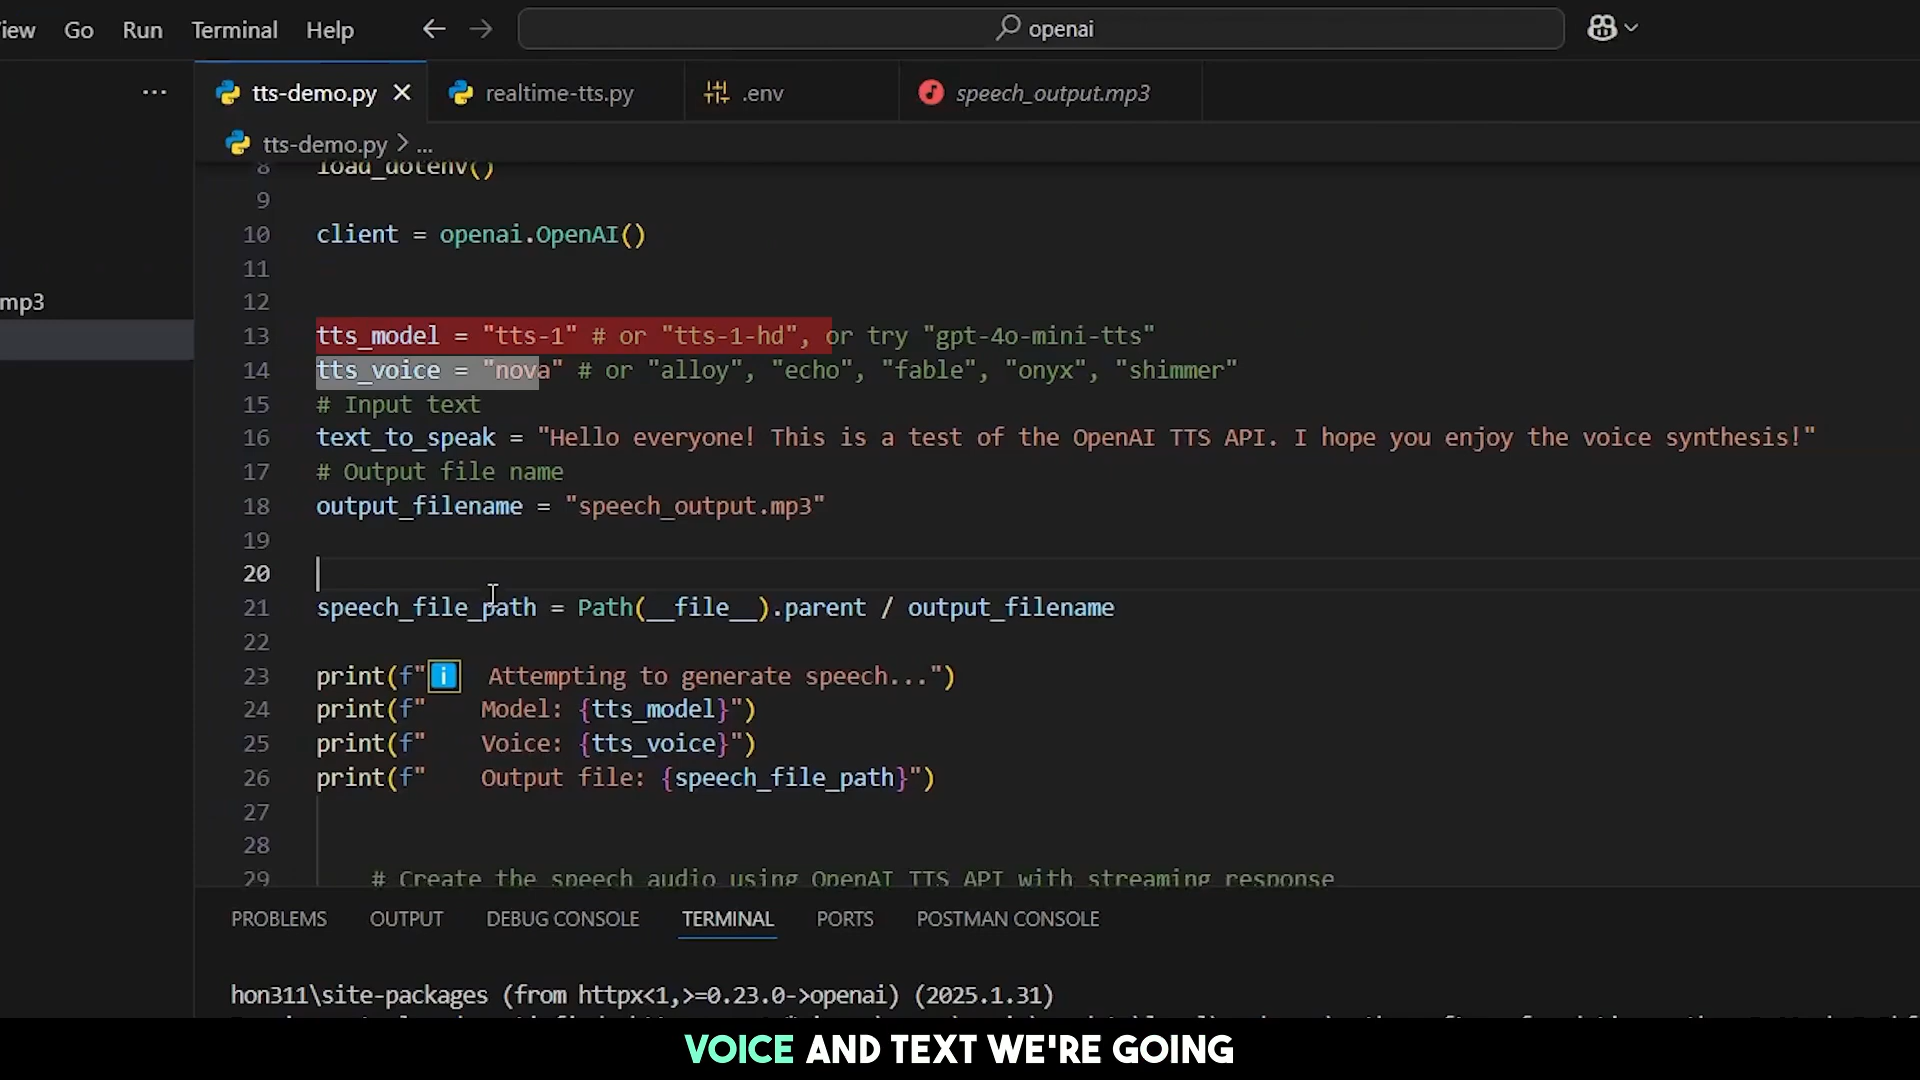 iew Go Run Terminal Help openai
tts-demo.py realtime-tts.py .env speech_output.mp3
tts-demo.py > ...
mp3
8 load_dotenv()
9
10 client = openai.OpenAI()
11
12
13 tts_model = "tts-1" # or "tts-1-hd", or try "gpt-4o-mini-tts"
14 tts_voice = "nova" # or "alloy", "echo", "fable", "onyx", "shimmer"
15 # Input text
16 text_to_speak = "Hello everyone! This is a test of the OpenAI TTS API. I hope you enjoy the voice synthesis!"
17 # Output file name
18 output_filename = "speech_output.mp3"
19
20
21 speech_file_path = Path(__file__).parent / output_filename
22
23 print(f"ℹ️ Attempting to generate speech...")
24 print(f" Model: {tts_model}")
25 print(f" Voice: {tts_voice}")
26 print(f" Output file: {speech_file_path}")
27
28
29 # Create the speech audio using OpenAI TTS API with streaming response
PROBLEMS OUTPUT DEBUG CONSOLE TERMINAL PORTS POSTMAN CONSOLE
hon311\site-packages (from httpx<1,>=0.23.0->openai) (2025.1.31)
VOICE AND TEXT WE'RE GOING